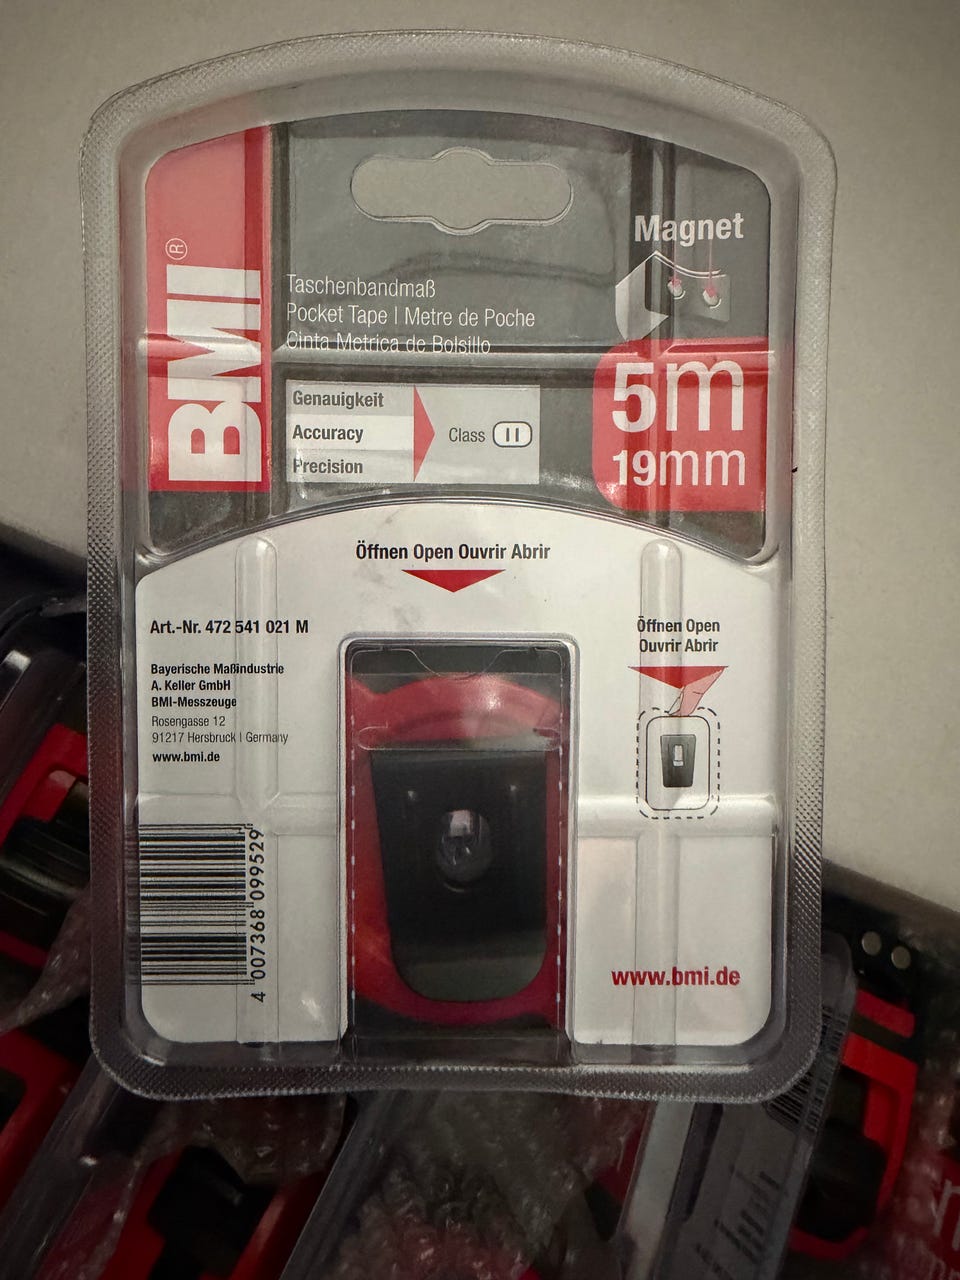 BMI®
Magnet
Taschenbandmaß
Pocket Tape | Metre de Poche
Cinta Metrica de Bolsillo
5m
19mm
Genauigkeit
Accuracy
Precision
Class II
Öffnen Open Ouvrir Abrir
Art.-Nr. 472 541 021 M
Bayerische Maßindustrie
A. Keller GmbH
BMI-Messzeuge
Rosengasse 12
91217 Hersbruck | Germany
www.bmi.de
Öffnen Open
Ouvrir Abrir
4 007368 099529
www.bmi.de